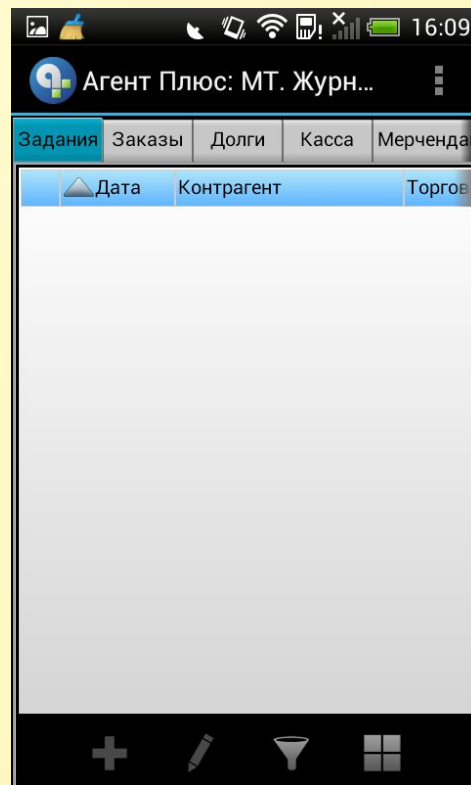 16:09
Агент Плюс: МТ. Журн...
Задания Заказы Долги Касса Мерченда
Дата Контрагент Торгов